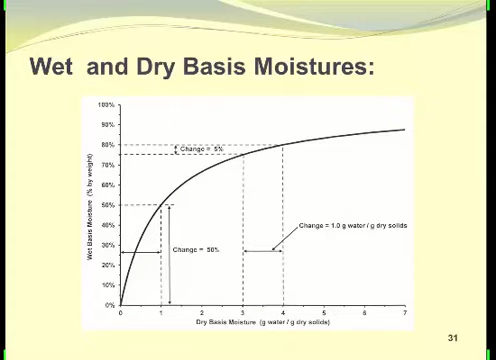 Wet and Dry Basis Moistures:
100%
90%
80%
70%
60%
50%
40%
30%
20%
10%
0%
Wet Basis Moisture (% by weight)
Change = 5%
Change = 1.0 g water / g dry solids
Change = 50%
0 1 2 3 4 5 6 7
Dry Basis Moisture (g water / g dry solids)
31